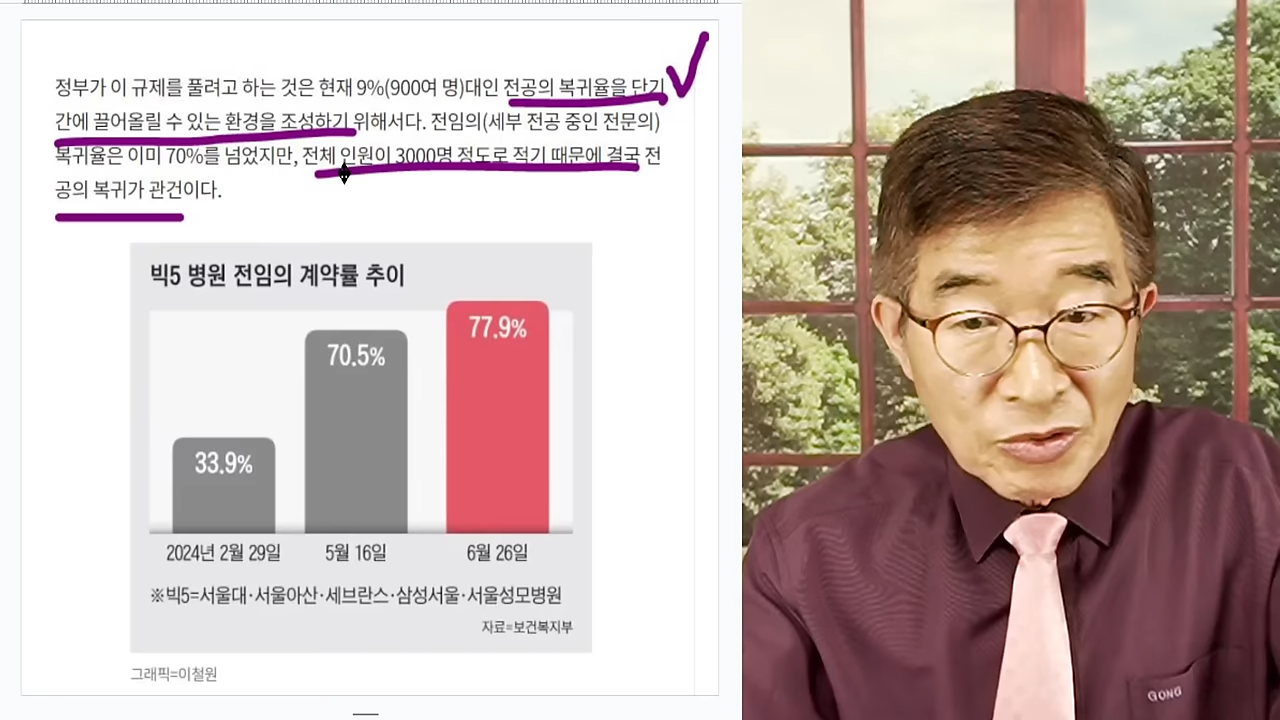 정부가 이 규제를 풀려고 하는 것은 현재 9%(900여 명)대인 전공의 복귀율을 단기
간에 끌어올릴 수 있는 환경을 조성하기 위해서다. 전임의(세부 전공 중인 전문의)
복귀율은 이미 70%를 넘었지만, 전체 인원이 3000명 정도로 적기 때문에 결국 전
공의 복귀가 관건이다.
빅5 병원 전임의 계약률 추이
33.9%
70.5%
77.9%
2024년 2월 29일
5월 16일
6월 26일
※빅5=서울대·서울아산·세브란스·삼성서울·서울성모병원
자료=보건복지부
그래픽=이철원
GONG